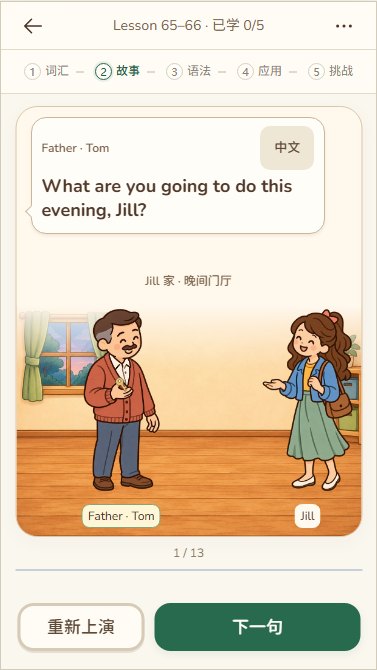 Lesson 65–66 · 已学 0/5
1 词汇 – 2 故事 – 3 语法 – 4 应用 – 5 挑战
Father · Tom
中文
What are you going to do this
evening, Jill?
Jill 家 · 晚间门厅
Father · Tom
Jill
1 / 13
重新上演
下一句